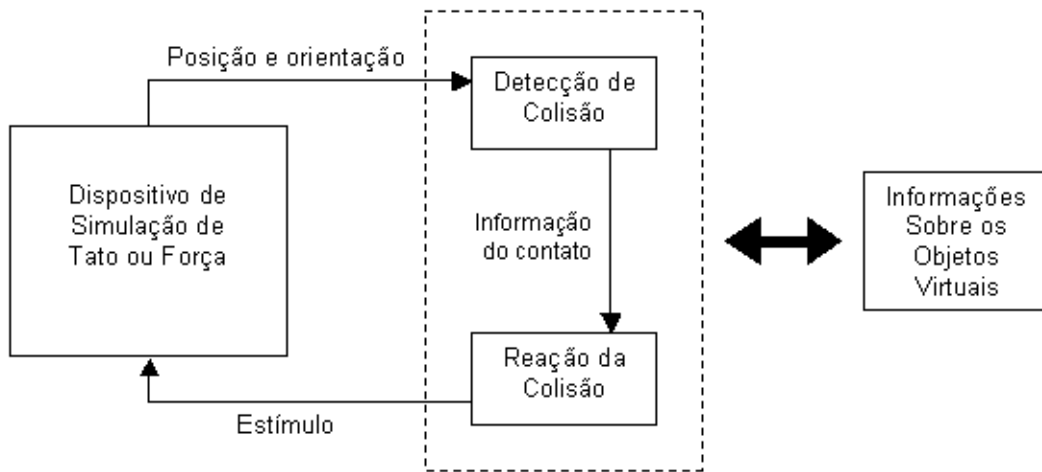 Posição e orientação
Detecção de
Colisão
Dispositivo de
Simulação de
Tato ou Força
Informação
do contato
Informações
Sobre os
Objetos
Virtuais
Reação da
Colisão
Estímulo